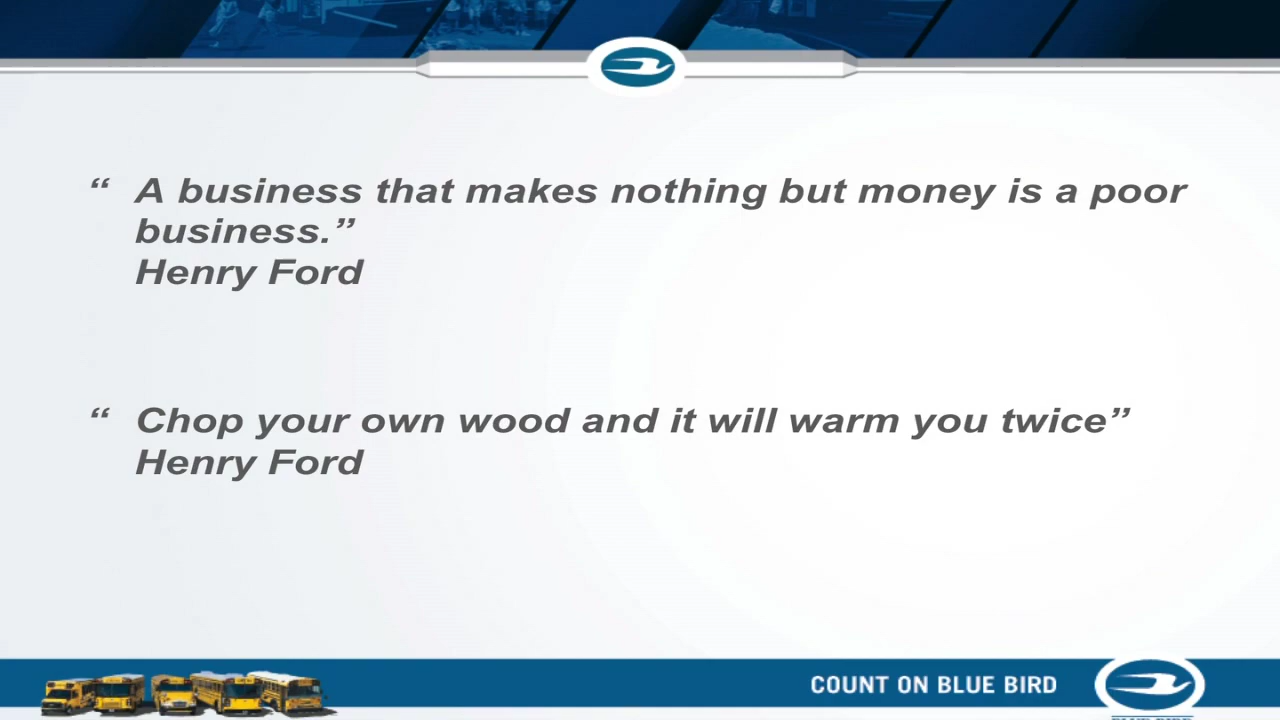 “ A business that makes nothing but money is a poor
business.”
Henry Ford
“ Chop your own wood and it will warm you twice”
Henry Ford
COUNT ON BLUE BIRD